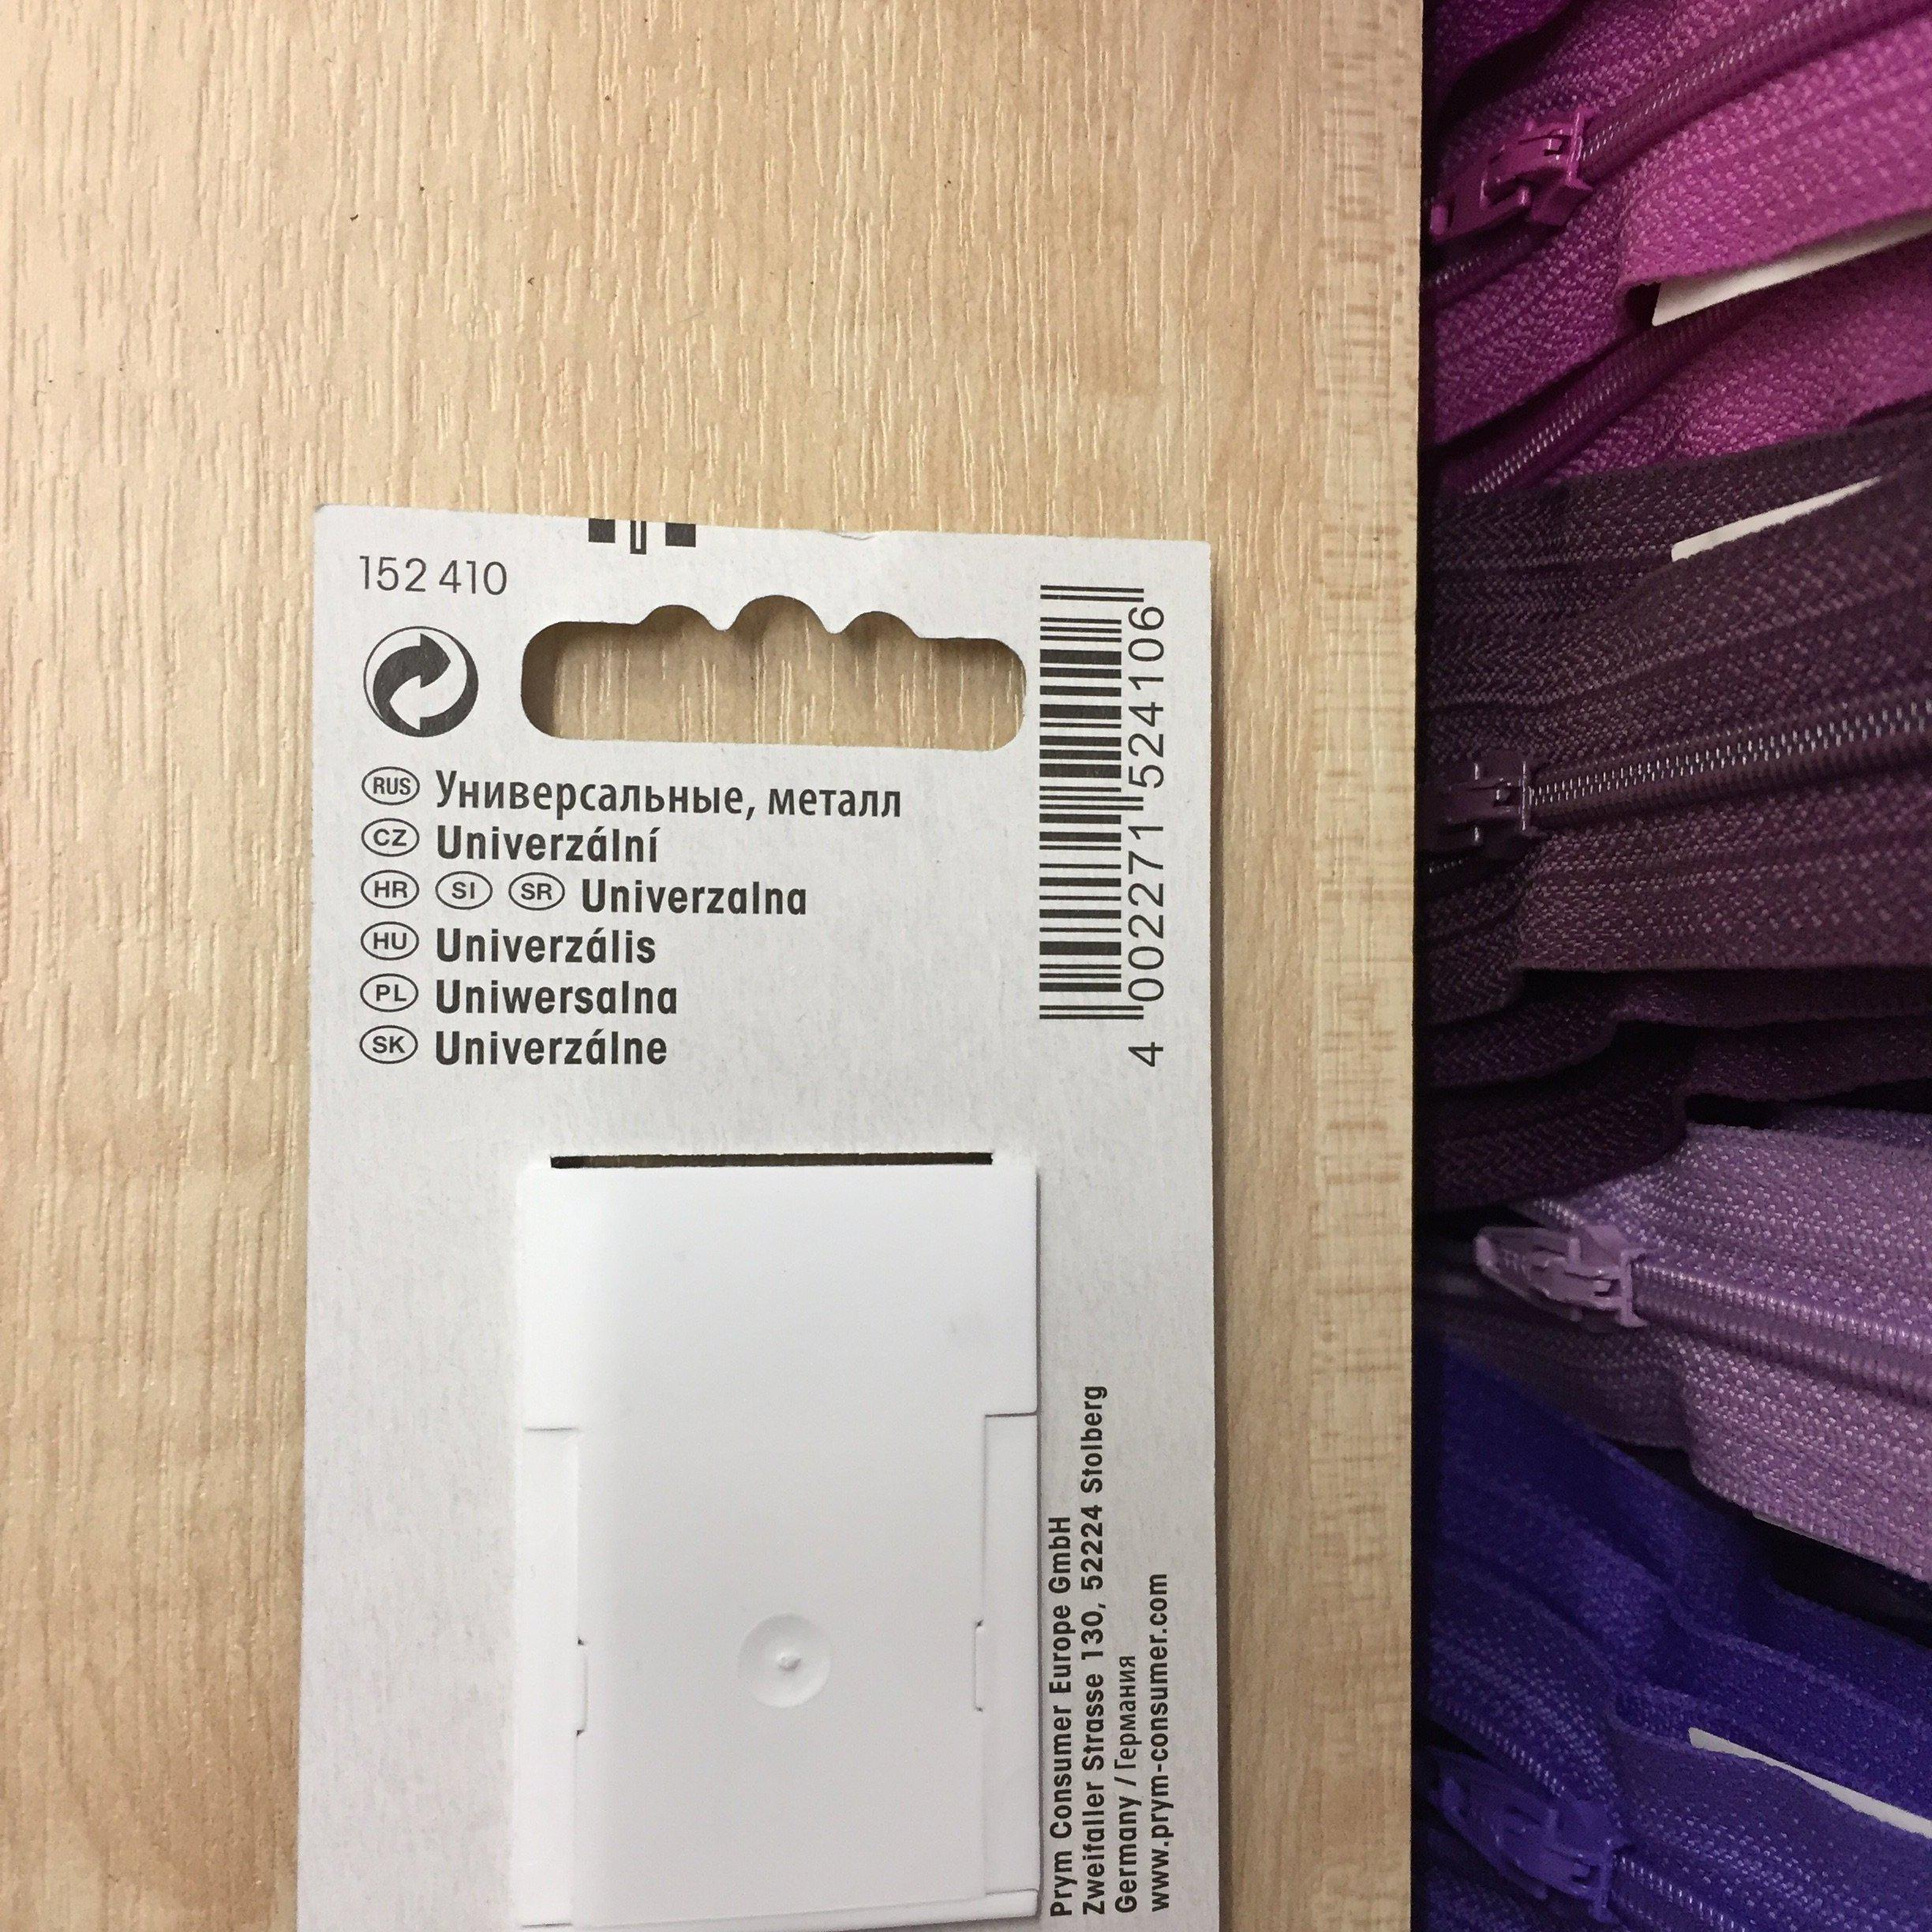 152 410
RUS Универсальные, металл
CZ Univerzální
HR SI SR Univerzalna
HU Univerzális
PL Uniwersalna
SK Univerzálne
4 002271 524106
Prym Consumer Europe GmbH
Zweifaller Strasse 130, 52224 Stolberg
Germany / Германия
www.prym-consumer.com